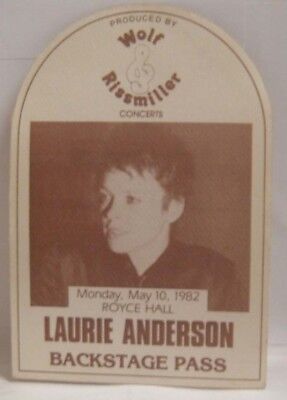 PRODUCED BY
Wolf
&
Rissmiller
CONCERTS
Monday, May 10, 1982
ROYCE HALL
LAURIE ANDERSON
BACKSTAGE PASS